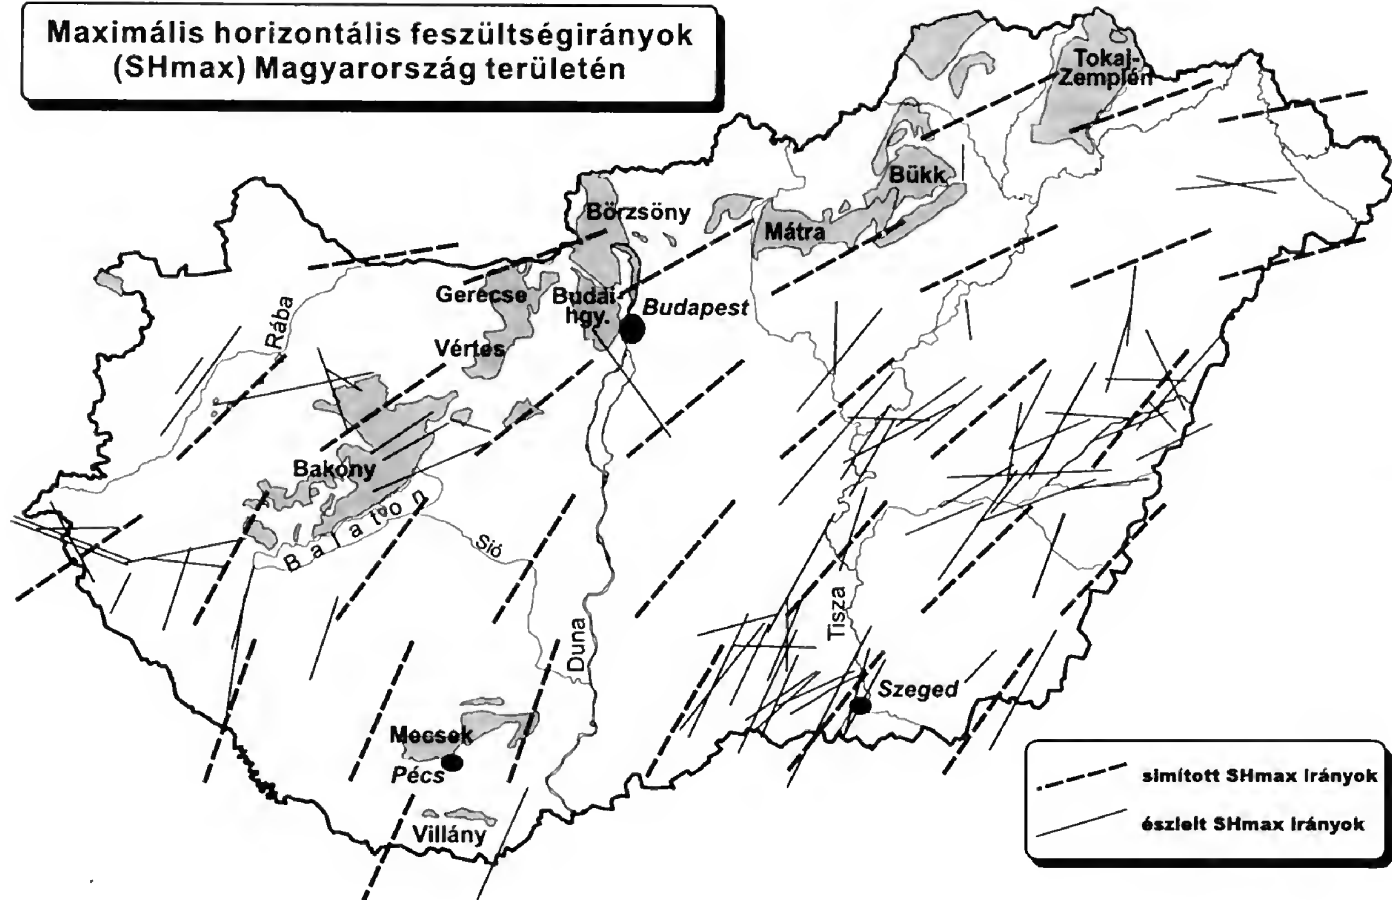 Maximális horizontális feszültségirányok
(SHmax) Magyarország területén
Tokaj-
Zemplén
Bükk
Börzsöny
Mátra
Gerecse
Budai-
hgy.
Budapest
Rába
Vértes
Bakony
Balaton
Sió
Duna
Tisza
Szeged
Mecsek
Pécs
Villány
simított SHmax irányok
észlelt SHmax irányok